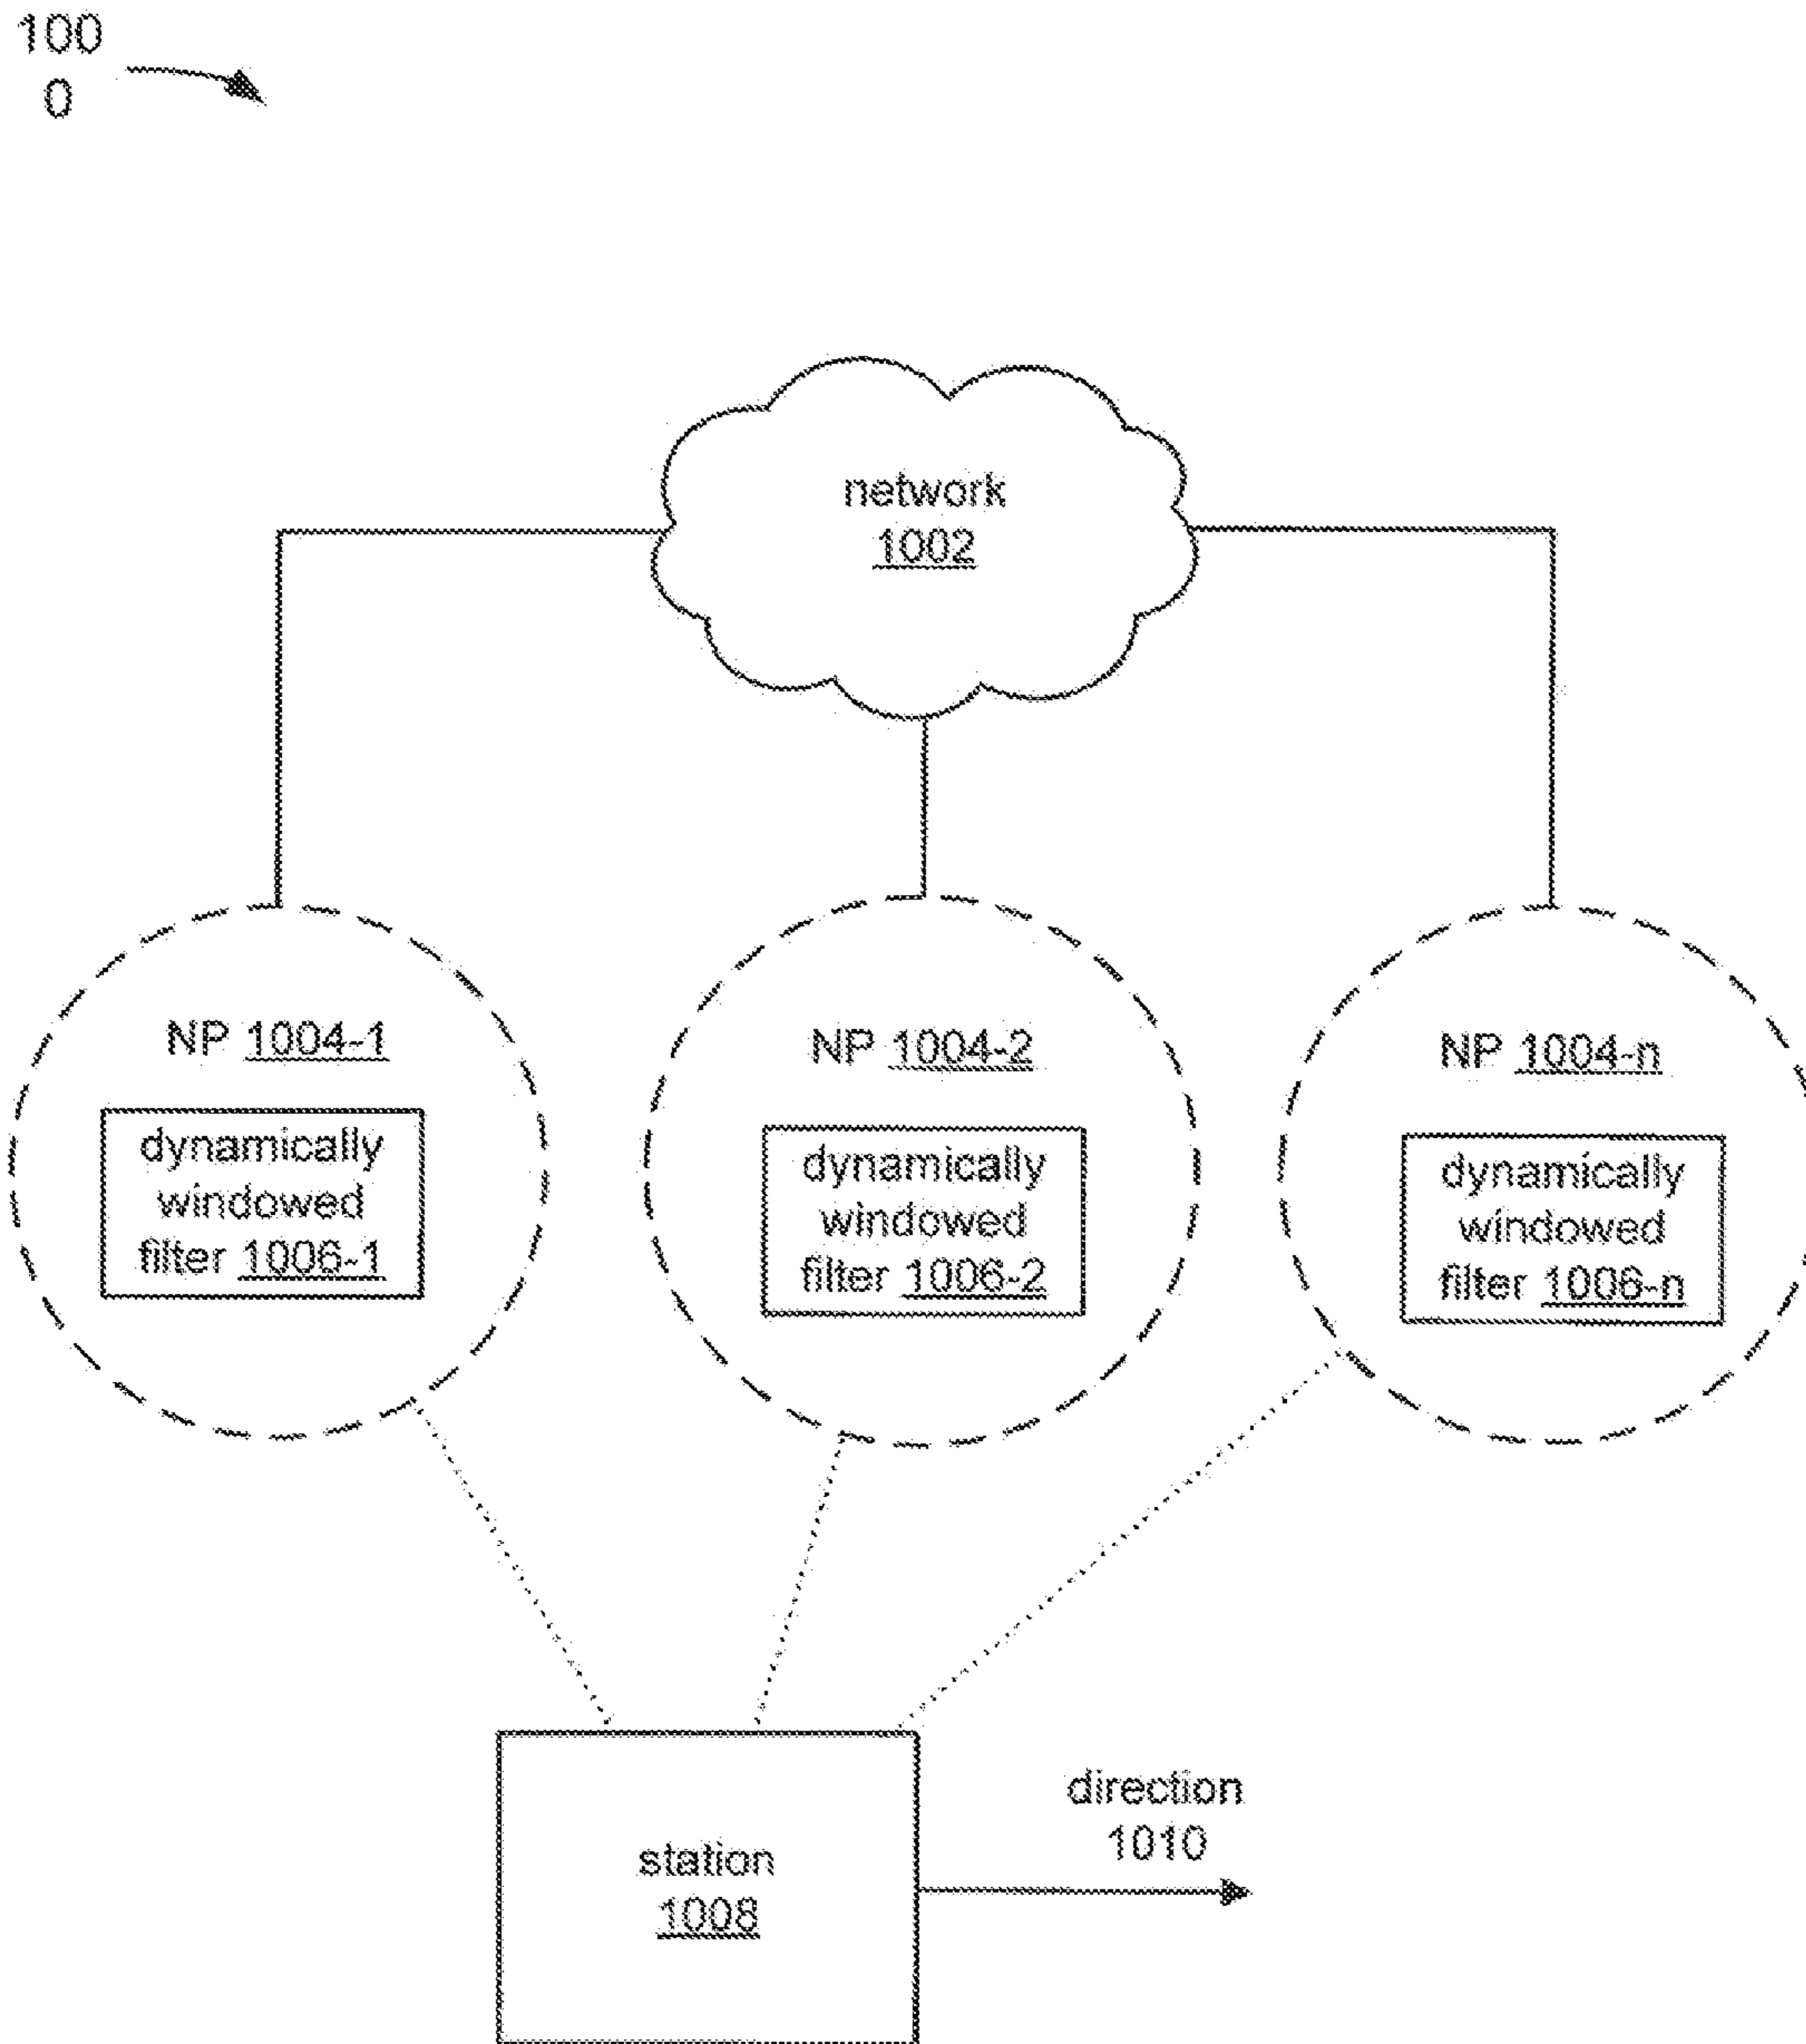 100
0
network
1002
NP 1004-1
NP 1004-2
NP 1004-n
dynamically
windowed
filter 1006-1
dynamically
windowed
filter 1006-2
dynamically
windowed
filter 1006-n
direction
1010
station
1008